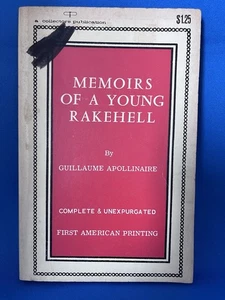 a collectors publication
$1.25
MEMOIRS
OF A YOUNG
RAKEHELL
By
GUILLAUME APOLLINAIRE
COMPLETE & UNEXPURGATED
FIRST AMERICAN PRINTING